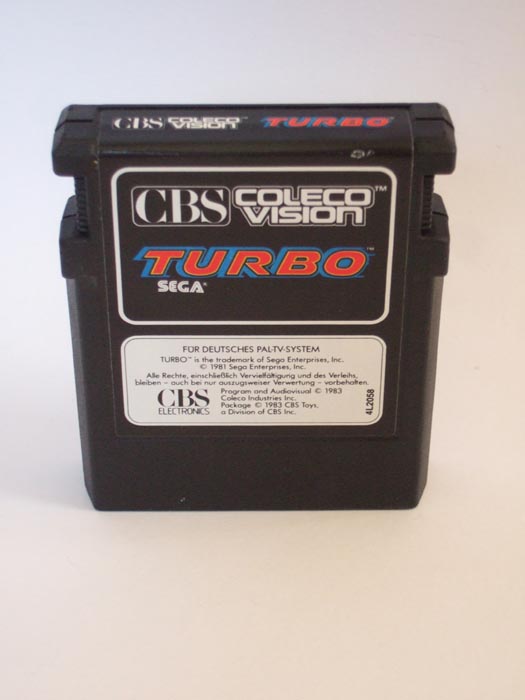 CBS COLECO VISION™ TURBO
CBS COLECO VISION™
TURBO™
SEGA®
FÜR DEUTSCHES PAL-TV-SYSTEM
TURBO™ is the trademark of Sega Enterprises, Inc.
© 1981 Sega Enterprises, Inc.
Alle Rechte, einschließlich Vervielfältigung und des Verleihs,
bleiben – auch bei nur auszugsweiser Verwertung – vorbehalten.
CBS ELECTRONICS
Program and Audiovisual © 1983
Coleco Industries Inc.
Package © 1983 CBS Toys,
a Division of CBS Inc.
4L2058